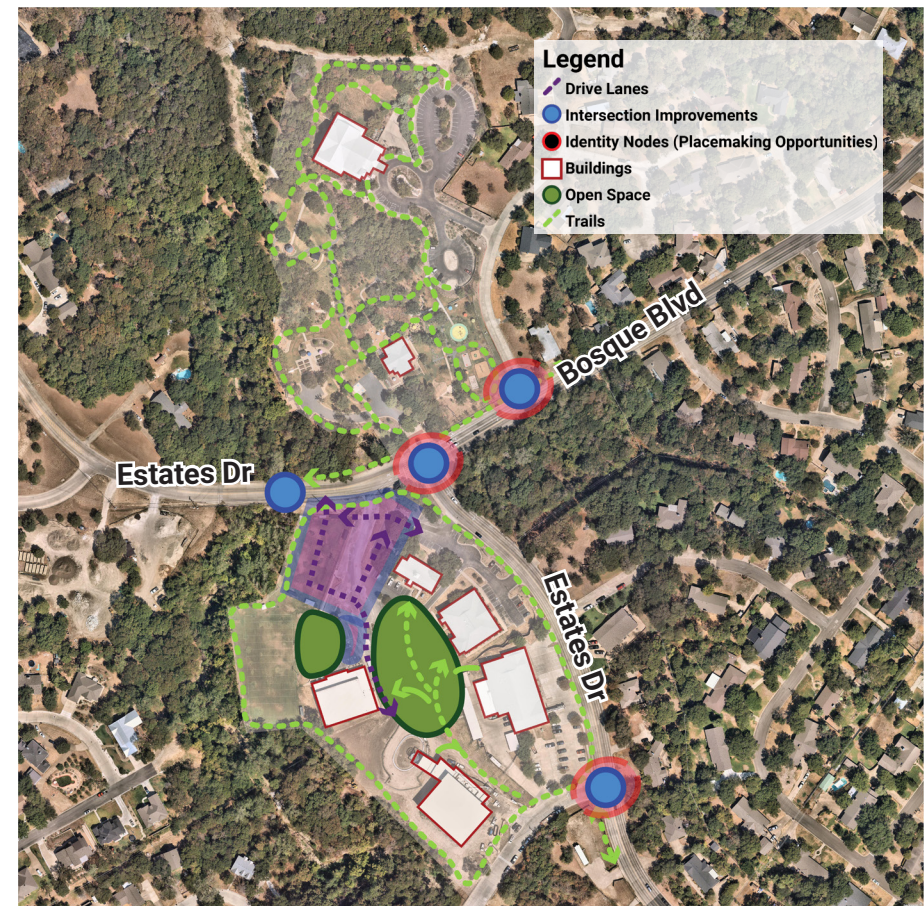 Legend
Drive Lanes
Intersection Improvements
Identity Nodes (Placemaking Opportunities)
Buildings
Open Space
Trails
Bosque Blvd
Estates Dr
Estates Dr